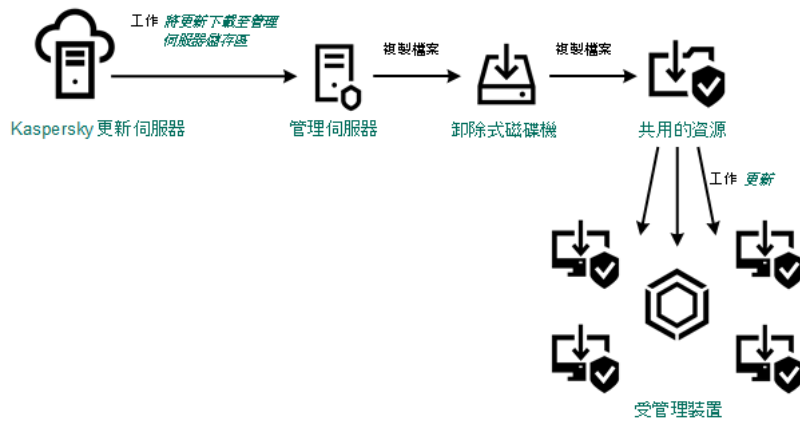 工作 將更新下載至管理
伺服器儲存區
複製檔案
複製檔案
Kaspersky 更新伺服器
管理伺服器
卸除式磁碟機
共用的資源
工作 更新
受管理裝置